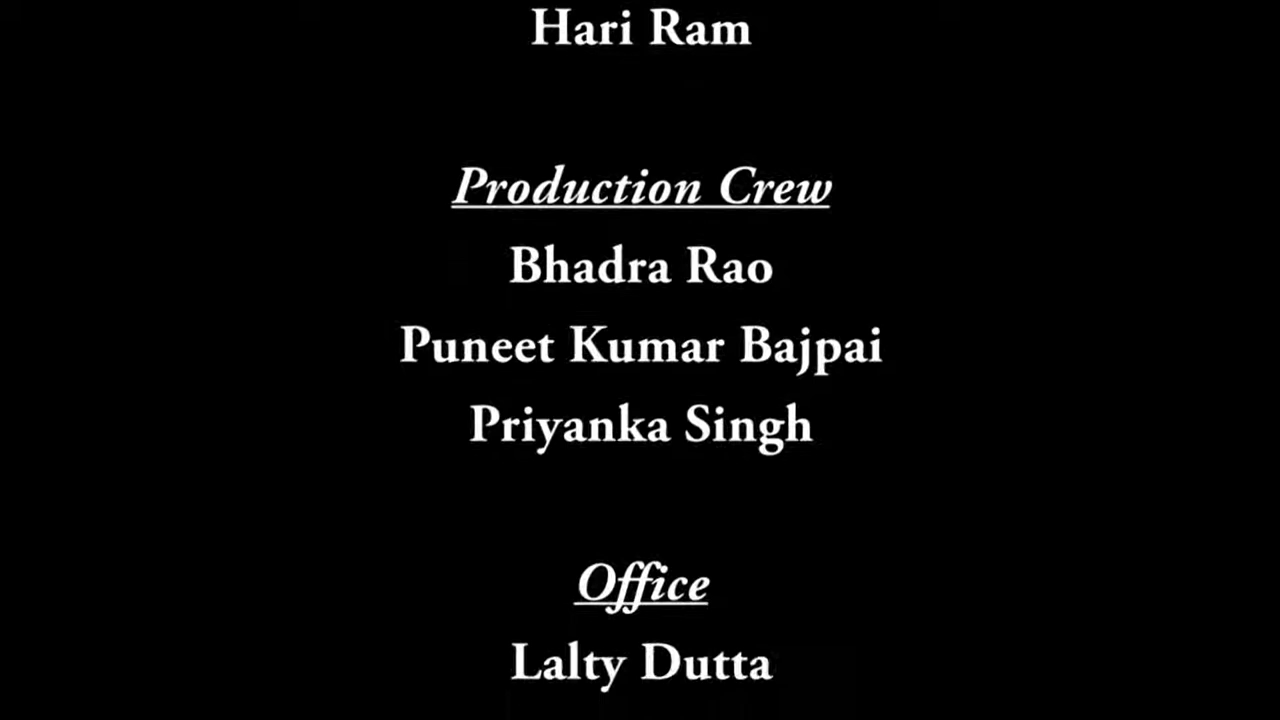 Hari Ram
Production Crew
Bhadra Rao
Puneet Kumar Bajpai
Priyanka Singh
Office
Lalty Dutta